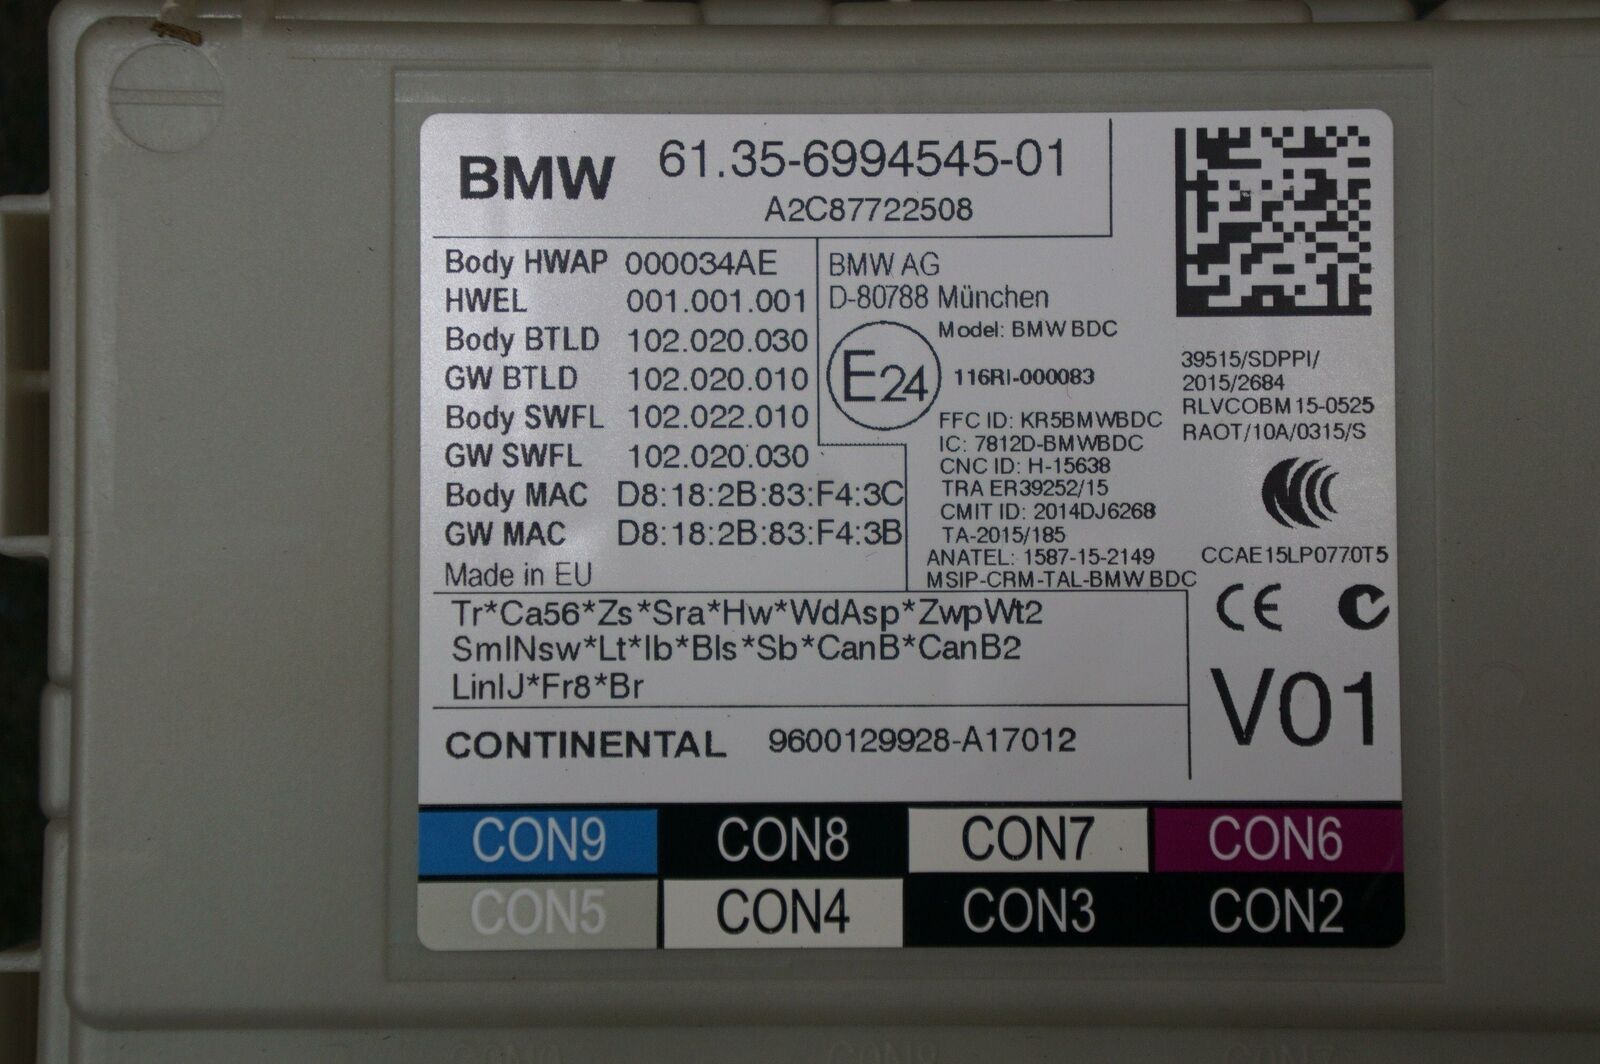 BMW 61.35-6994545-01
A2C87722508
Body HWAP 000034AE
HWEL 001.001.001
Body BTLD 102.020.030
GW BTLD 102.020.010
Body SWFL 102.022.010
GW SWFL 102.020.030
Body MAC D8:18:2B:83:F4:3C
GW MAC D8:18:2B:83:F4:3B
Made in EU
BMW AG
D-80788 München
Model: BMW BDC
E24
116RI-000083
FFC ID: KR5BMWBDC
IC: 7812D-BMWBDC
CNC ID: H-15638
TRA ER39252/15
CMIT ID: 2014DJ6268
TA-2015/185
ANATEL: 1587-15-2149
MSIP-CRM-TAL-BMW BDC
39515/SDPPI/
2015/2684
RLVCOBM15-0525
RAOT/10A/0315/S
CCAE15LP0770T5
CE
Tr*Ca56*Zs*Sra*Hw*WdAsp*ZwpWt2
SmINsw*Lt*Ib*Bls*Sb*CanB*CanB2
LinIJ*Fr8*Br
V01
CONTINENTAL 9600129928-A17012
CON9 CON8 CON7 CON6
CON5 CON4 CON3 CON2